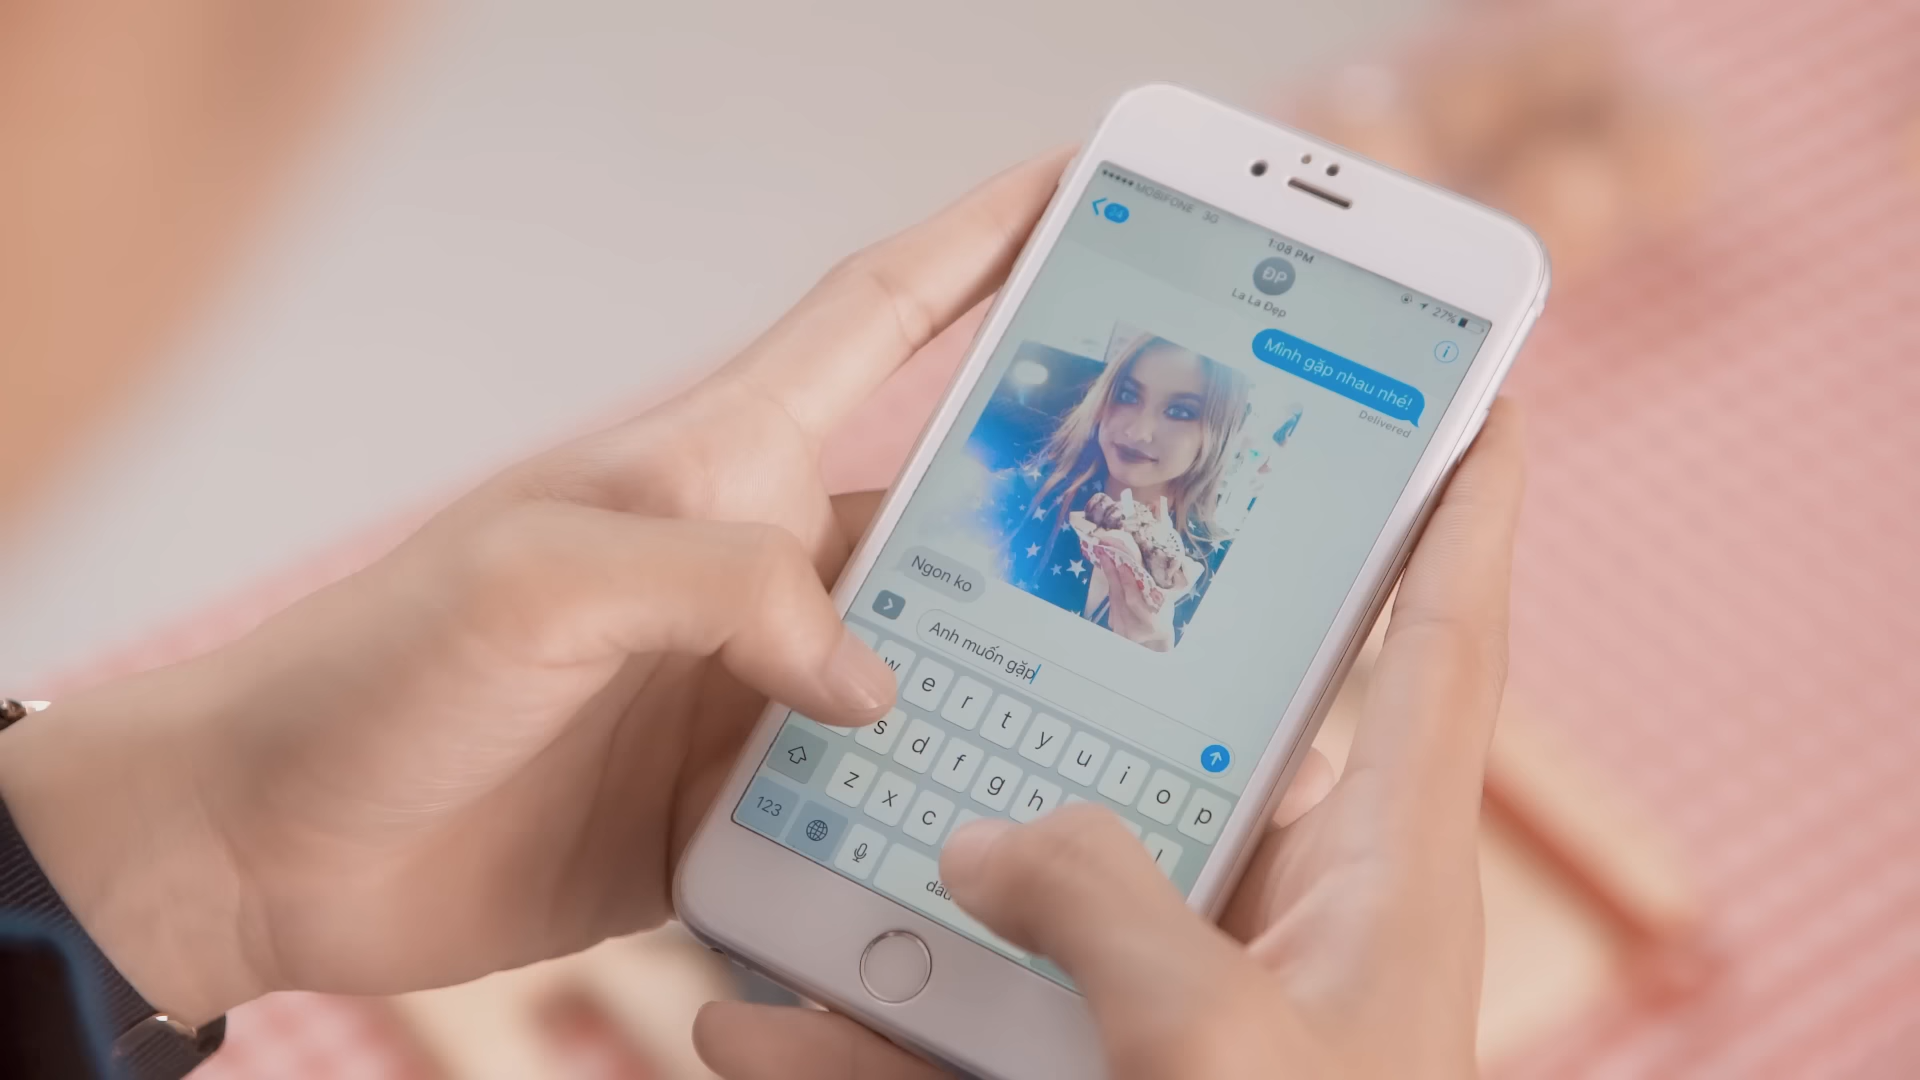 MOBIFONE 3G
1:08 PM
27%
24
ĐP
La La Đẹp
Mình gặp nhau nhé!
Delivered
Ngon ko
Anh muốn gặp
w e r t y u i o p
s d f g h
z x c
123